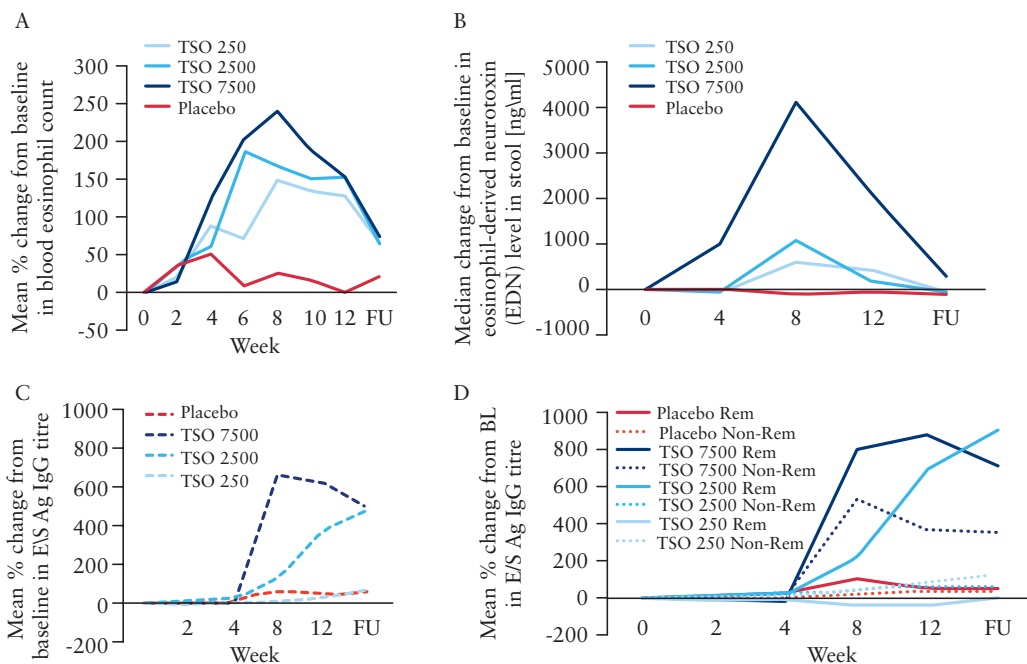 A
TSO 250
TSO 2500
TSO 7500
Placebo
Mean % change fom baseline
in blood eosinophil count
300
250
200
150
100
50
0
-50
0 2 4 6 8 10 12 FU
Week
B
TSO 250
TSO 2500
TSO 7500
Placebo
Median change from baseline in
eosinophil-derived neurotoxin
(EDN) level in stool [ng\ml]
5000
4000
3000
2000
1000
0
-1000
0 4 8 12 FU
Week
C
Placebo
TSO 7500
TSO 2500
TSO 250
Mean % change from
baseline in E\S Ag IgG titre
1000
800
600
400
200
0
-200
2 4 8 12 FU
Week
D
Placebo Rem
Placebo Non-Rem
TSO 7500 Rem
TSO 7500 Non-Rem
TSO 2500 Rem
TSO 2500 Non-Rem
TSO 250 Rem
TSO 250 Non-Rem
Mean % change from BL
in E/S Ag IgG titre
1000
800
600
400
200
0
-200
0 2 4 8 12 FU
Week